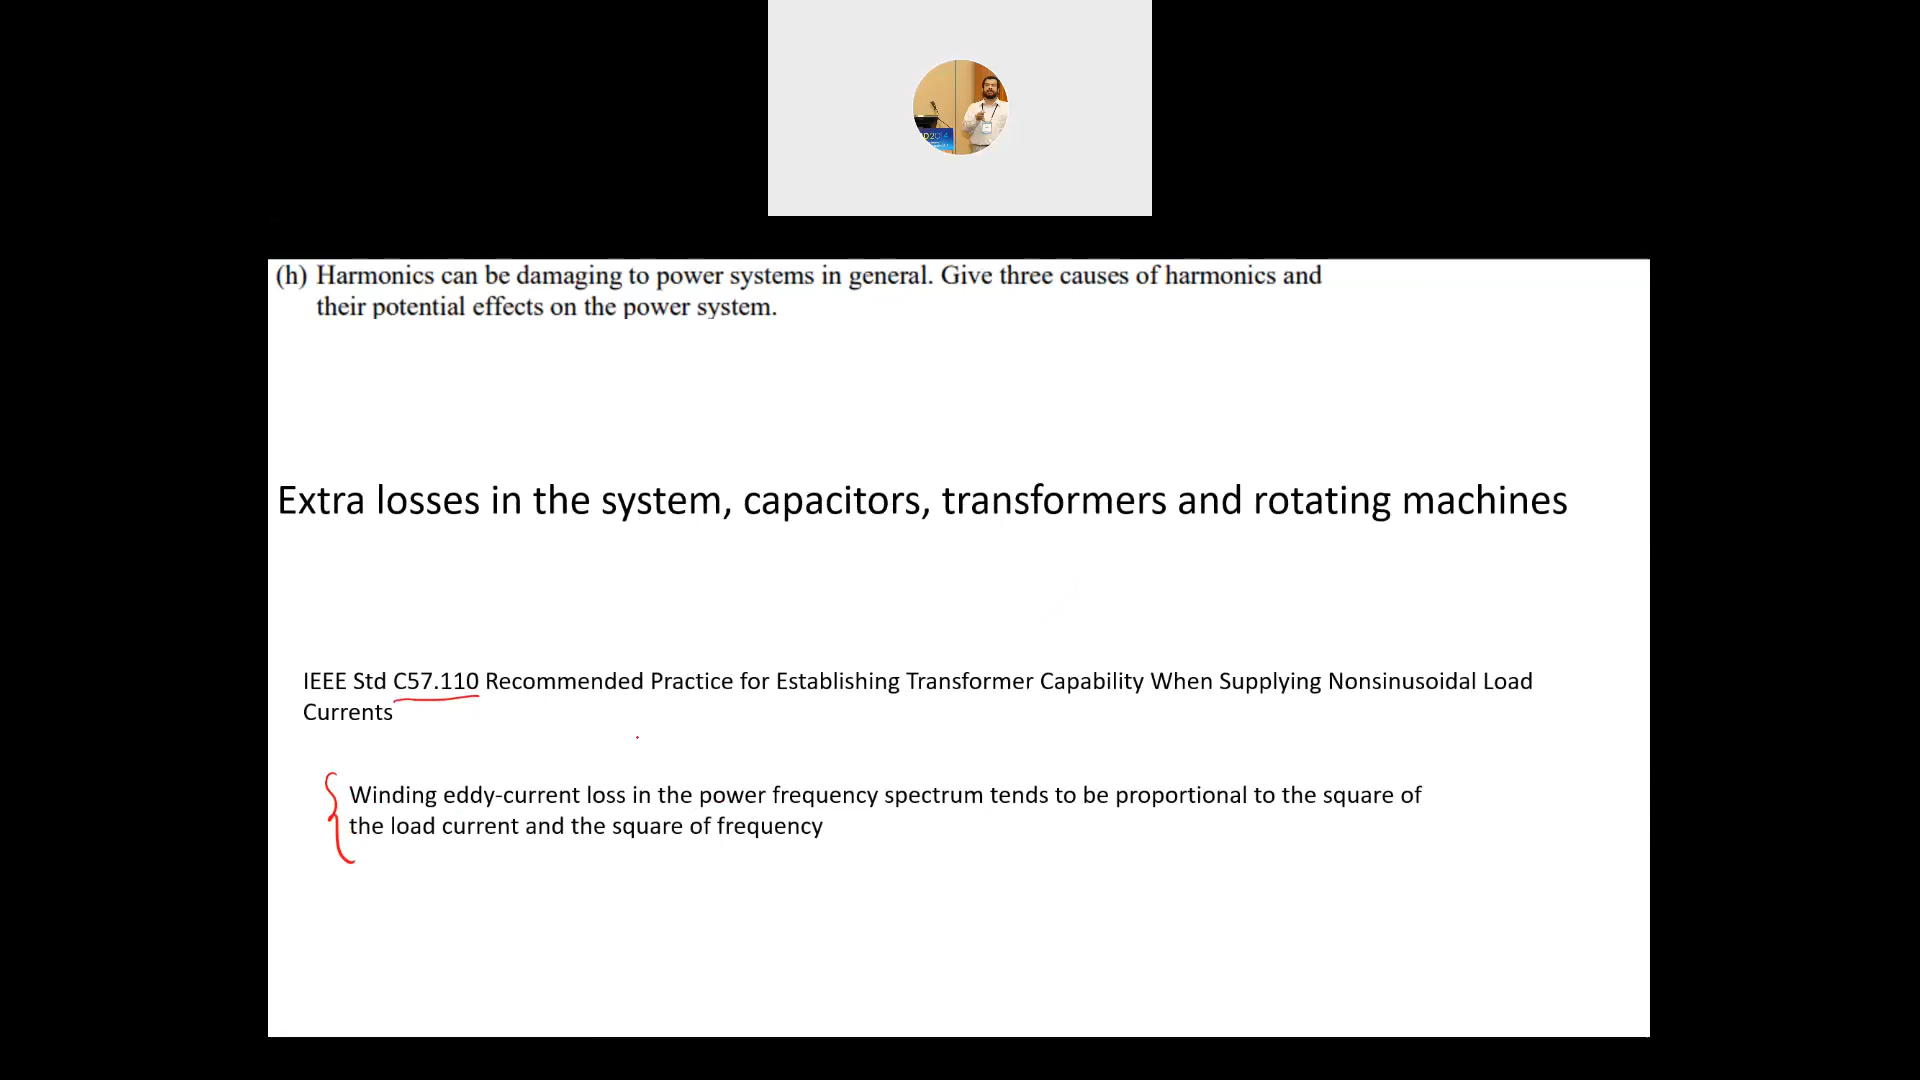 (h) Harmonics can be damaging to power systems in general. Give three causes of harmonics and
their potential effects on the power system.
Extra losses in the system, capacitors, transformers and rotating machines
IEEE Std C57.110 Recommended Practice for Establishing Transformer Capability When Supplying Nonsinusoidal Load
Currents
Winding eddy-current loss in the power frequency spectrum tends to be proportional to the square of
the load current and the square of frequency